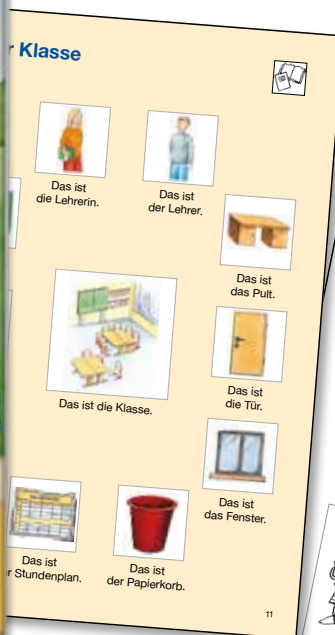 r Klasse
Das ist
die Lehrerin.
Das ist
der Lehrer.
Das ist
das Pult.
Das ist die Klasse.
Das ist
die Tür.
Das ist
das Fenster.
Das ist
r Stundenplan.
Das ist
der Papierkorb.
11